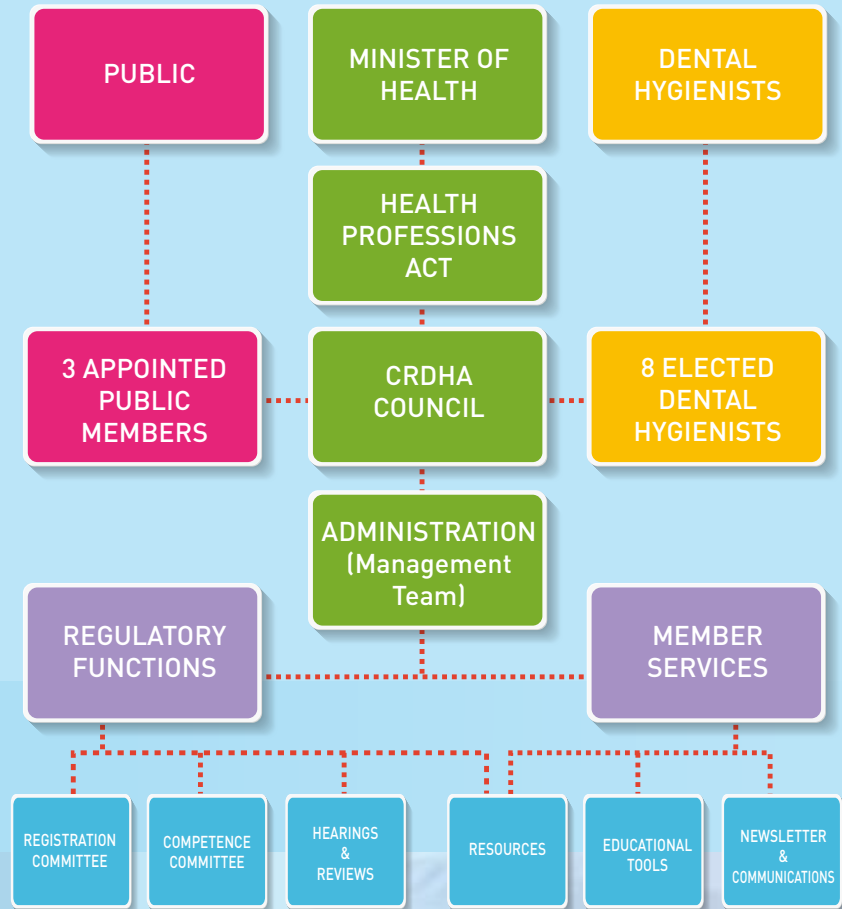 PUBLIC
MINISTER OF
HEALTH
DENTAL
HYGIENISTS
HEALTH
PROFESSIONS
ACT
3 APPOINTED
PUBLIC
MEMBERS
CRDHA
COUNCIL
8 ELECTED
DENTAL
HYGIENISTS
ADMINISTRATION
(Management
Team)
REGULATORY
FUNCTIONS
MEMBER
SERVICES
REGISTRATION
COMMITTEE
COMPETENCE
COMMITTEE
HEARINGS
&
REVIEWS
RESOURCES
EDUCATIONAL
TOOLS
NEWSLETTER
&
COMMUNICATIONS